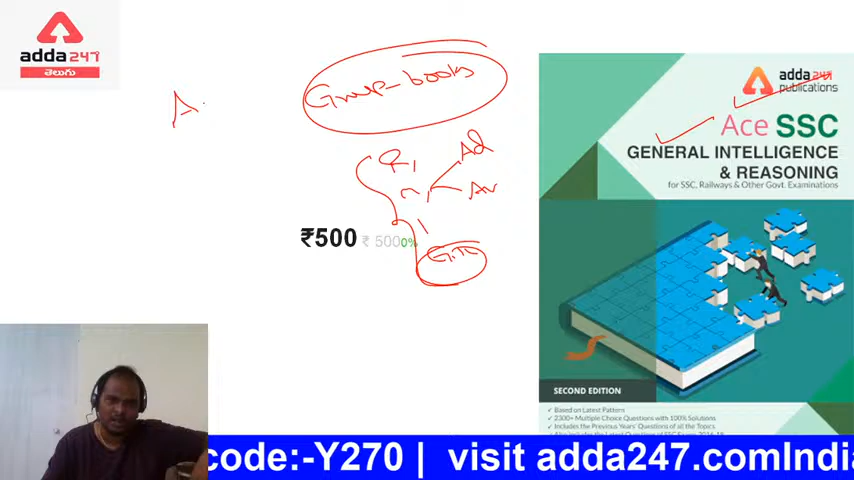 adda247
తెలుగు
A.
Group-books
R,
Ad
₹500 ₹ 500 0%
adda247
publications
Ace SSC
GENERAL INTELLIGENCE
& REASONING
for SSC, Railways & Other Govt. Examinations
SECOND EDITION
✓ Based on Latest Pattern
✓ 2300+ Multiple Choice Questions with 100% Solutions
✓ Includes the Previous Years' Questions of all the Topics
code:-Y270 | visit adda247.comIndia